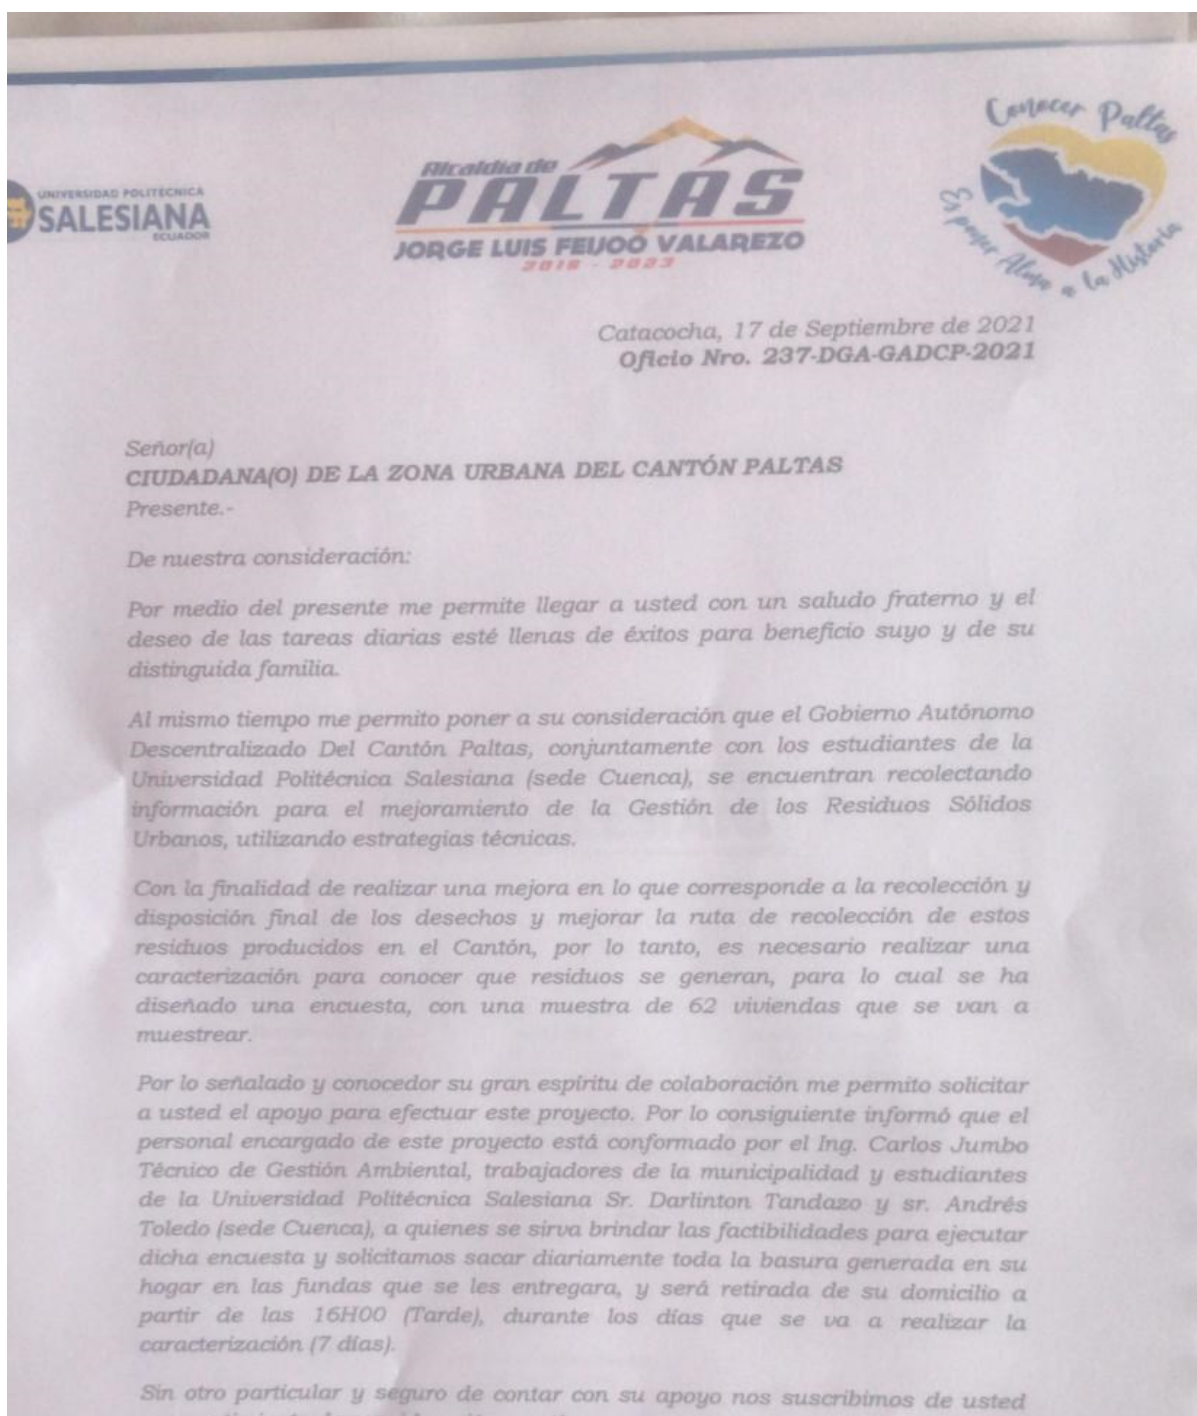 Conocer Paltas
Es poner Alma a la Historia
UNIVERSIDAD POLITÉCNICA
SALESIANA
ECUADOR
Alcaldía de
PALTAS
JORGE LUIS FEIJOÓ VALAREZO
2018 - 2023
Catacocha, 17 de Septiembre de 2021
Oficio Nro. 237-DGA-GADCP-2021
Señor(a)
CIUDADANA(O) DE LA ZONA URBANA DEL CANTÓN PALTAS
Presente.-
De nuestra consideración:
Por medio del presente me permite llegar a usted con un saludo fraterno y el
deseo de las tareas diarias esté llenas de éxitos para beneficio suyo y de su
distinguida familia.
Al mismo tiempo me permito poner a su consideración que el Gobierno Autónomo
Descentralizado Del Cantón Paltas, conjuntamente con los estudiantes de la
Universidad Politécnica Salesiana (sede Cuenca), se encuentran recolectando
información para el mejoramiento de la Gestión de los Residuos Sólidos
Urbanos, utilizando estrategias técnicas.
Con la finalidad de realizar una mejora en lo que corresponde a la recolección y
disposición final de los desechos y mejorar la ruta de recolección de estos
residuos producidos en el Cantón, por lo tanto, es necesario realizar una
caracterización para conocer que residuos se generan, para lo cual se ha
diseñado una encuesta, con una muestra de 62 viviendas que se van a
muestrear.
Por lo señalado y conocedor su gran espíritu de colaboración me permito solicitar
a usted el apoyo para efectuar este proyecto. Por lo consiguiente informó que el
personal encargado de este proyecto está conformado por el Ing. Carlos Jumbo
Técnico de Gestión Ambiental, trabajadores de la municipalidad y estudiantes
de la Universidad Politécnica Salesiana Sr. Darlinton Tandazo y sr. Andrés
Toledo (sede Cuenca), a quienes se sirva brindar las factibilidades para ejecutar
dicha encuesta y solicitamos sacar diariamente toda la basura generada en su
hogar en las fundas que se les entregara, y será retirada de su domicilio a
partir de las 16H00 (Tarde), durante los días que se va a realizar la
caracterización (7 días).
Sin otro particular y seguro de contar con su apoyo nos suscribimos de usted